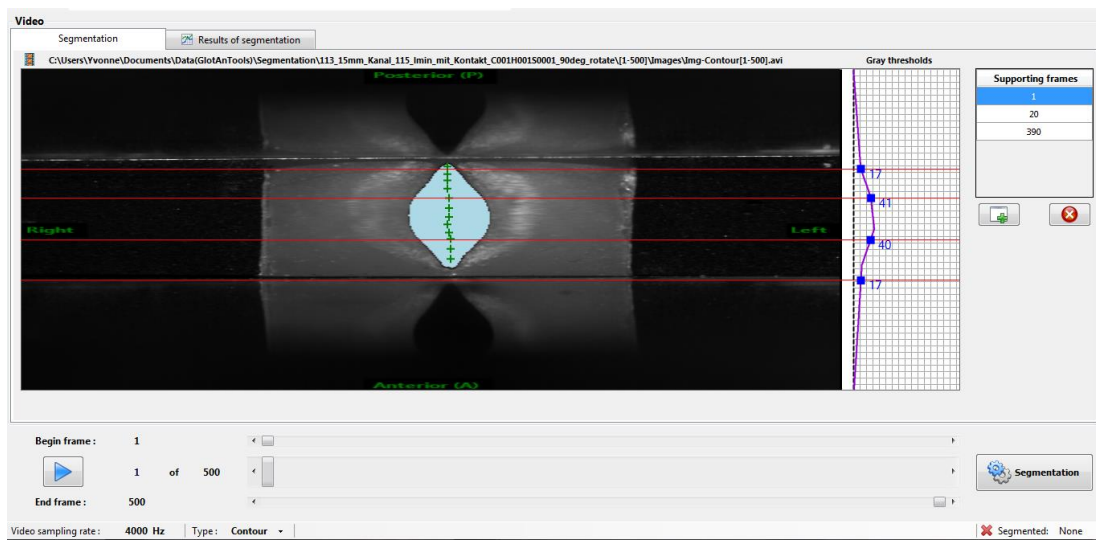 Video
Segmentation
Results of segmentation
C:\Users\Yvonne\Documents\Data(GlotAnTools)\Segmentation\113_15mm_Kanal_115_lmin_mit_Kontakt_C001H001S0001_90deg_rotate\[1-500]\Images\Img-Contour[1-500].avi
Gray thresholds
Supporting frames
1
20
390
Posterior (P)
17
41
Right
Left
40
17
Anterior (A)
Begin frame : 1
1 of 500
Segmentation
End frame : 500
Video sampling rate : 4000 Hz Type : Contour
Segmented: None